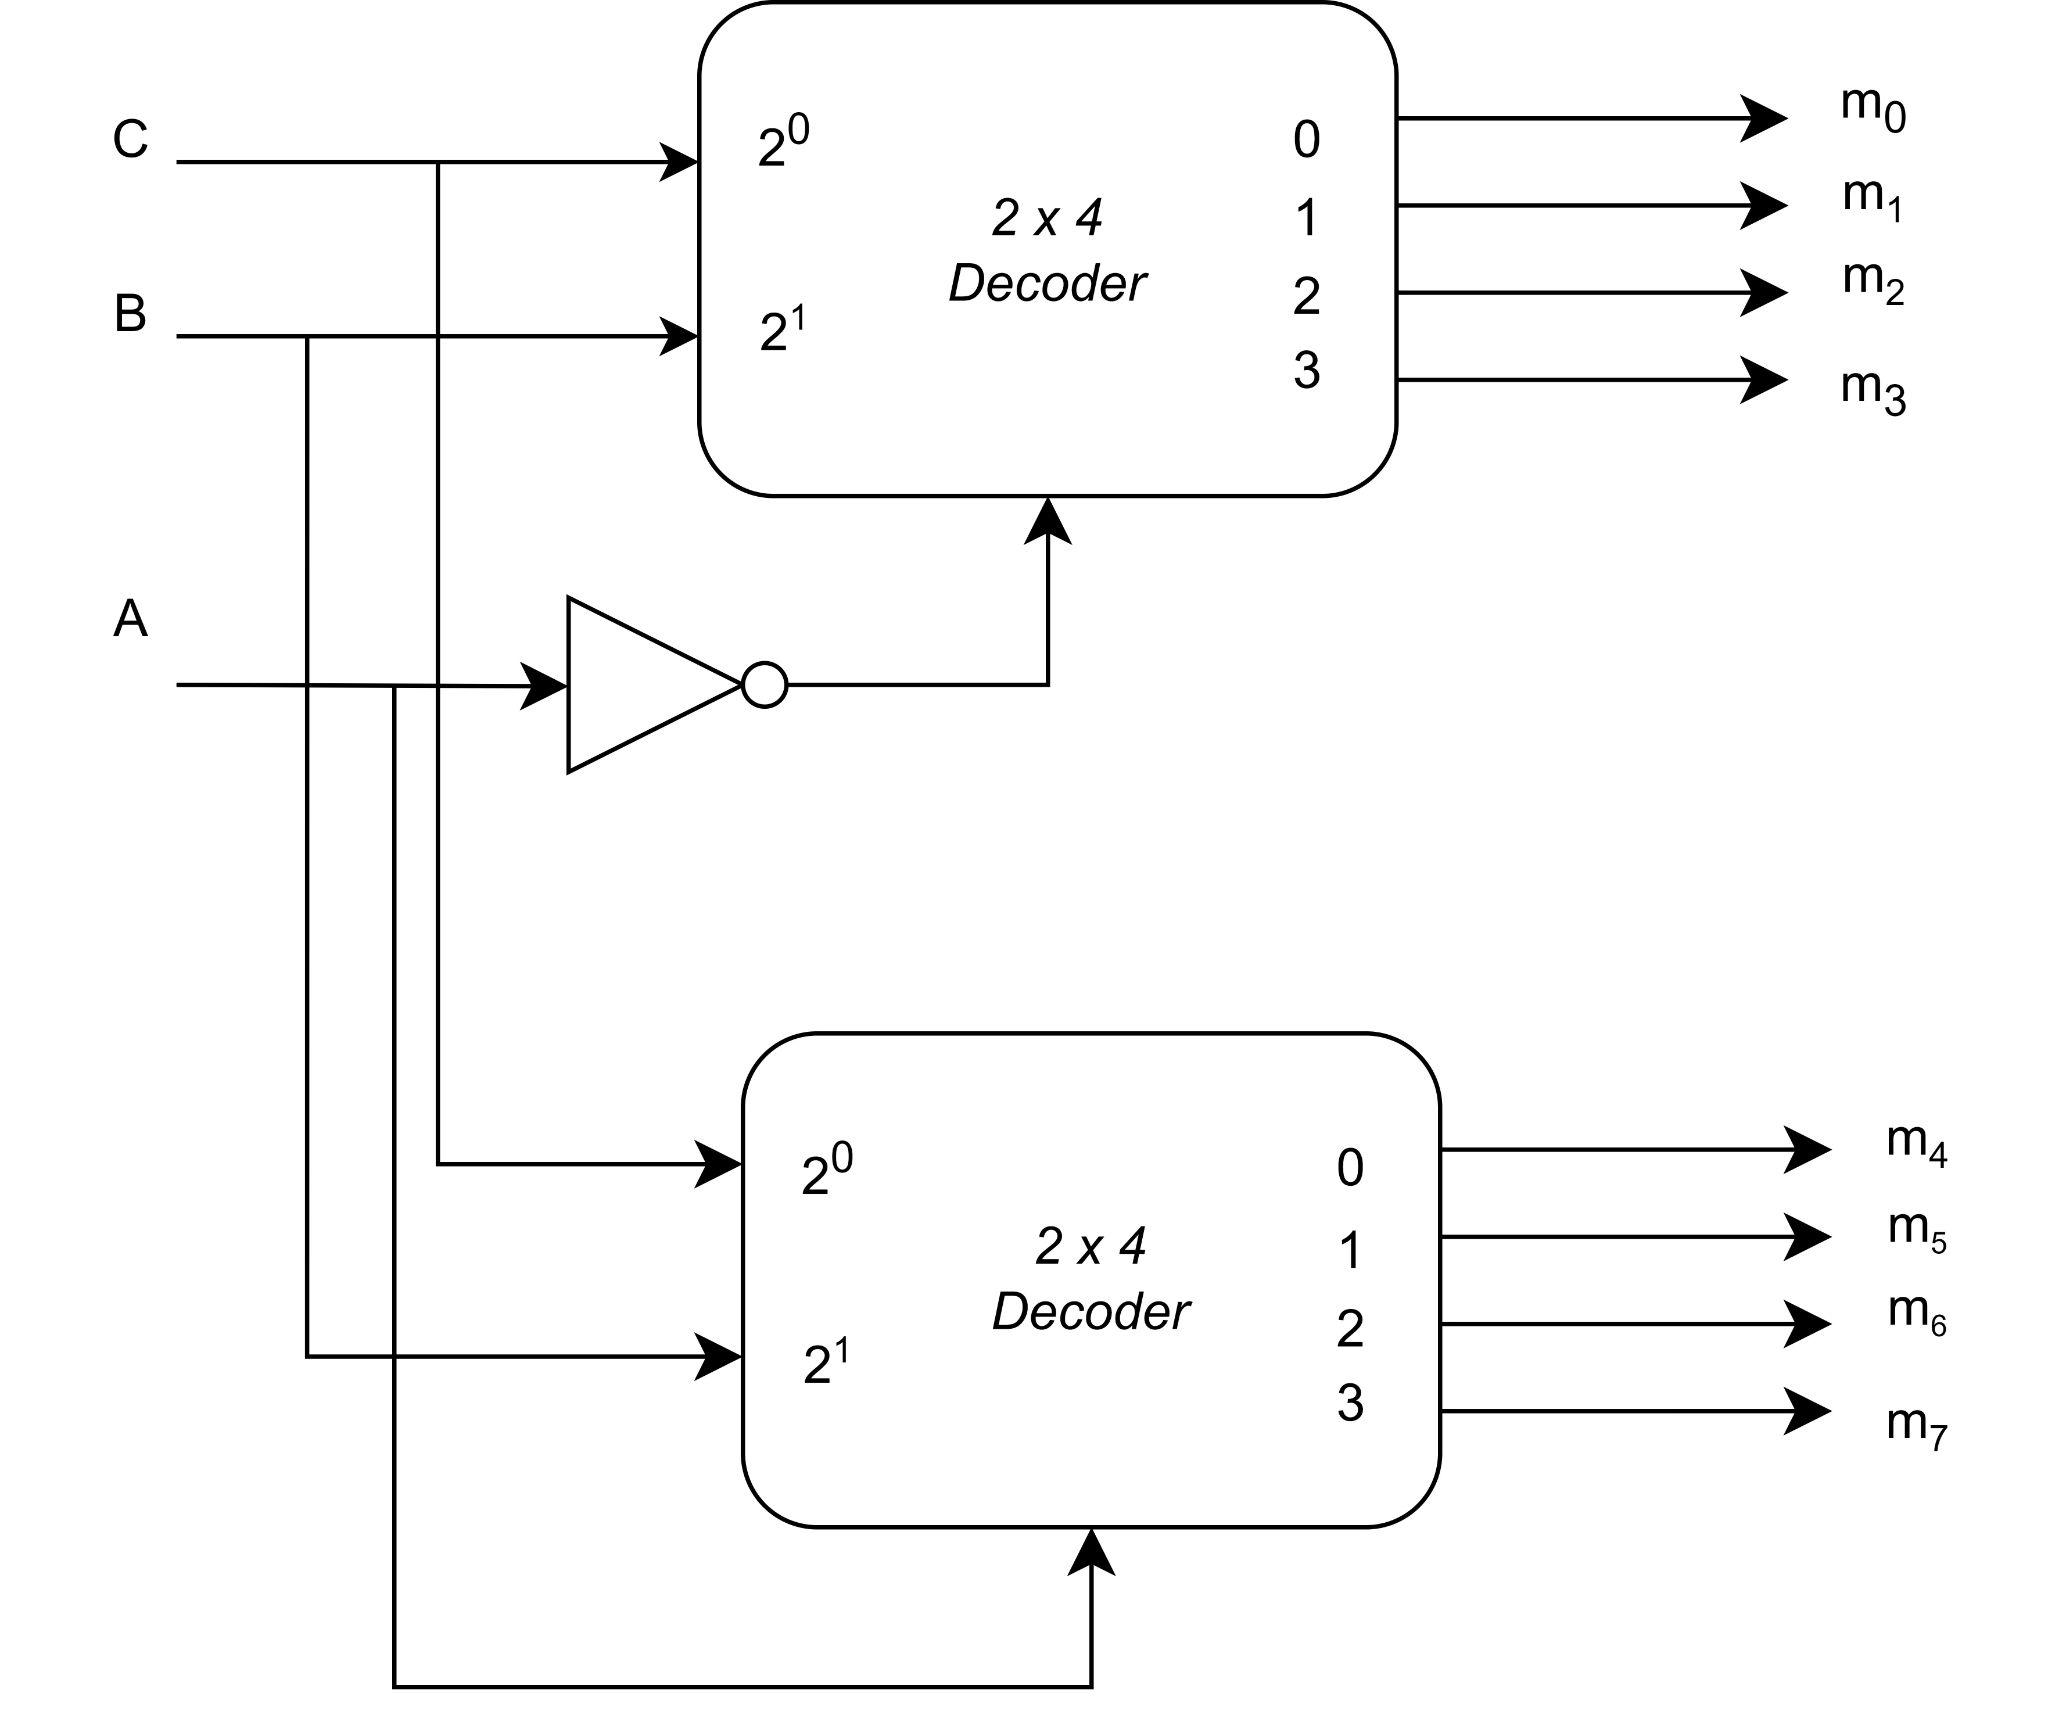 C
B
A
2⁰
2¹
2 x 4
Decoder
0
1
2
3
m₀
m₁
m₂
m₃
2⁰
2¹
2 x 4
Decoder
0
1
2
3
m₄
m₅
m₆
m₇